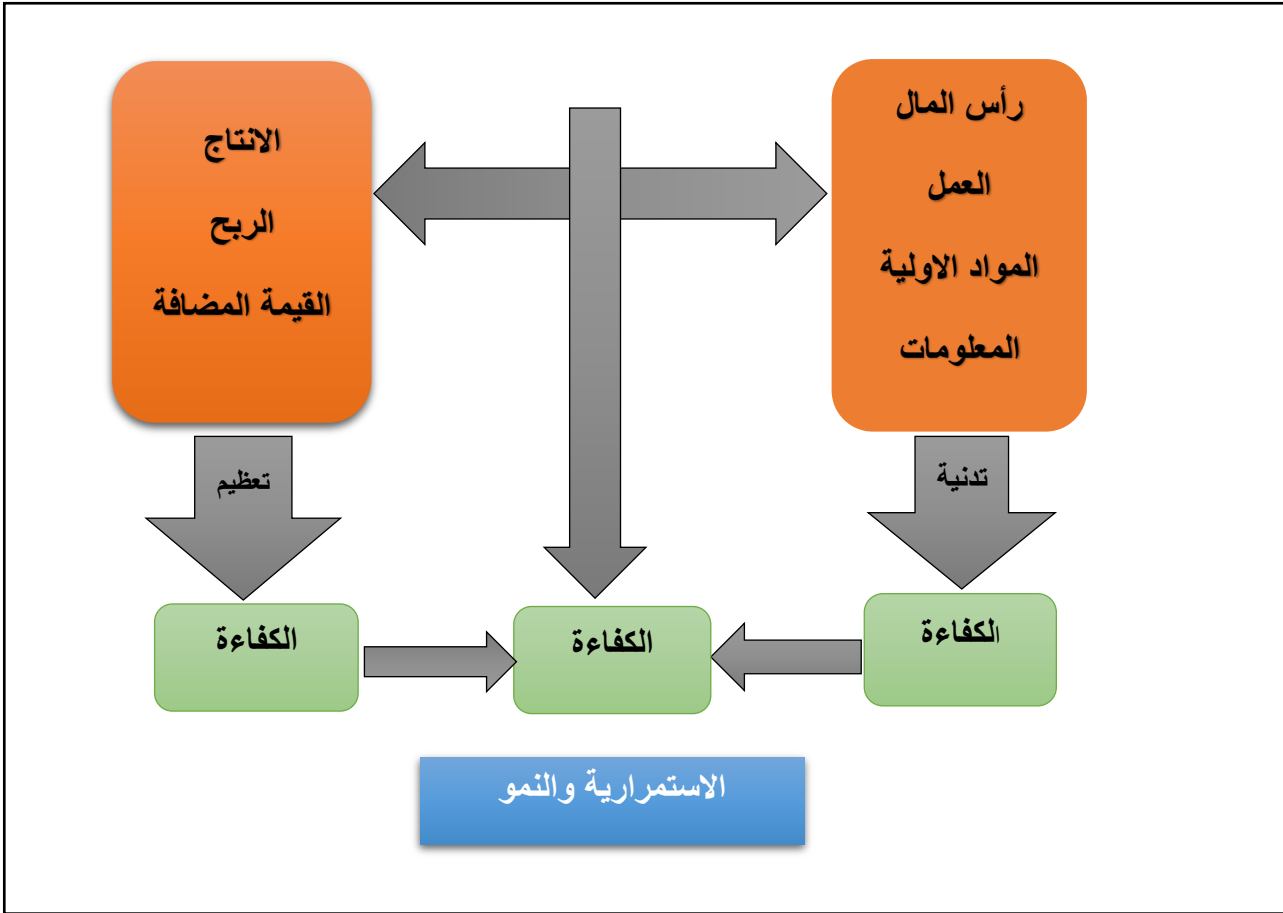 رأس المال
العمل
المواد الاولية
المعلومات
الانتاج
الربح
القيمة المضافة
تدنية
تعظيم
الكفاءة
الكفاءة
الكفاءة
الاستمرارية والنمو